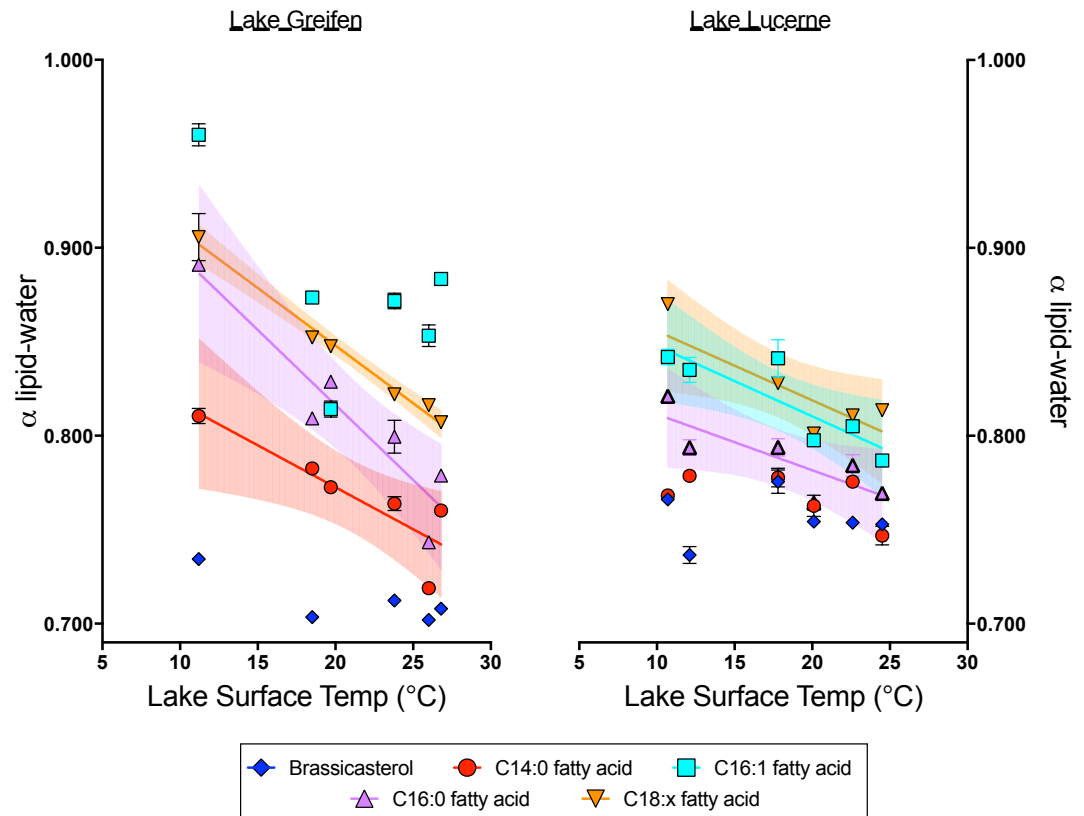 Lake Greifen
Lake Lucerne
1.000
0.900
0.800
0.700
α lipid-water
5 10 15 20 25 30
Lake Surface Temp (°C)
1.000
0.900
0.800
0.700
α lipid-water
5 10 15 20 25 30
Lake Surface Temp (°C)
Brassicasterol C14:0 fatty acid C16:1 fatty acid
C16:0 fatty acid C18:x fatty acid